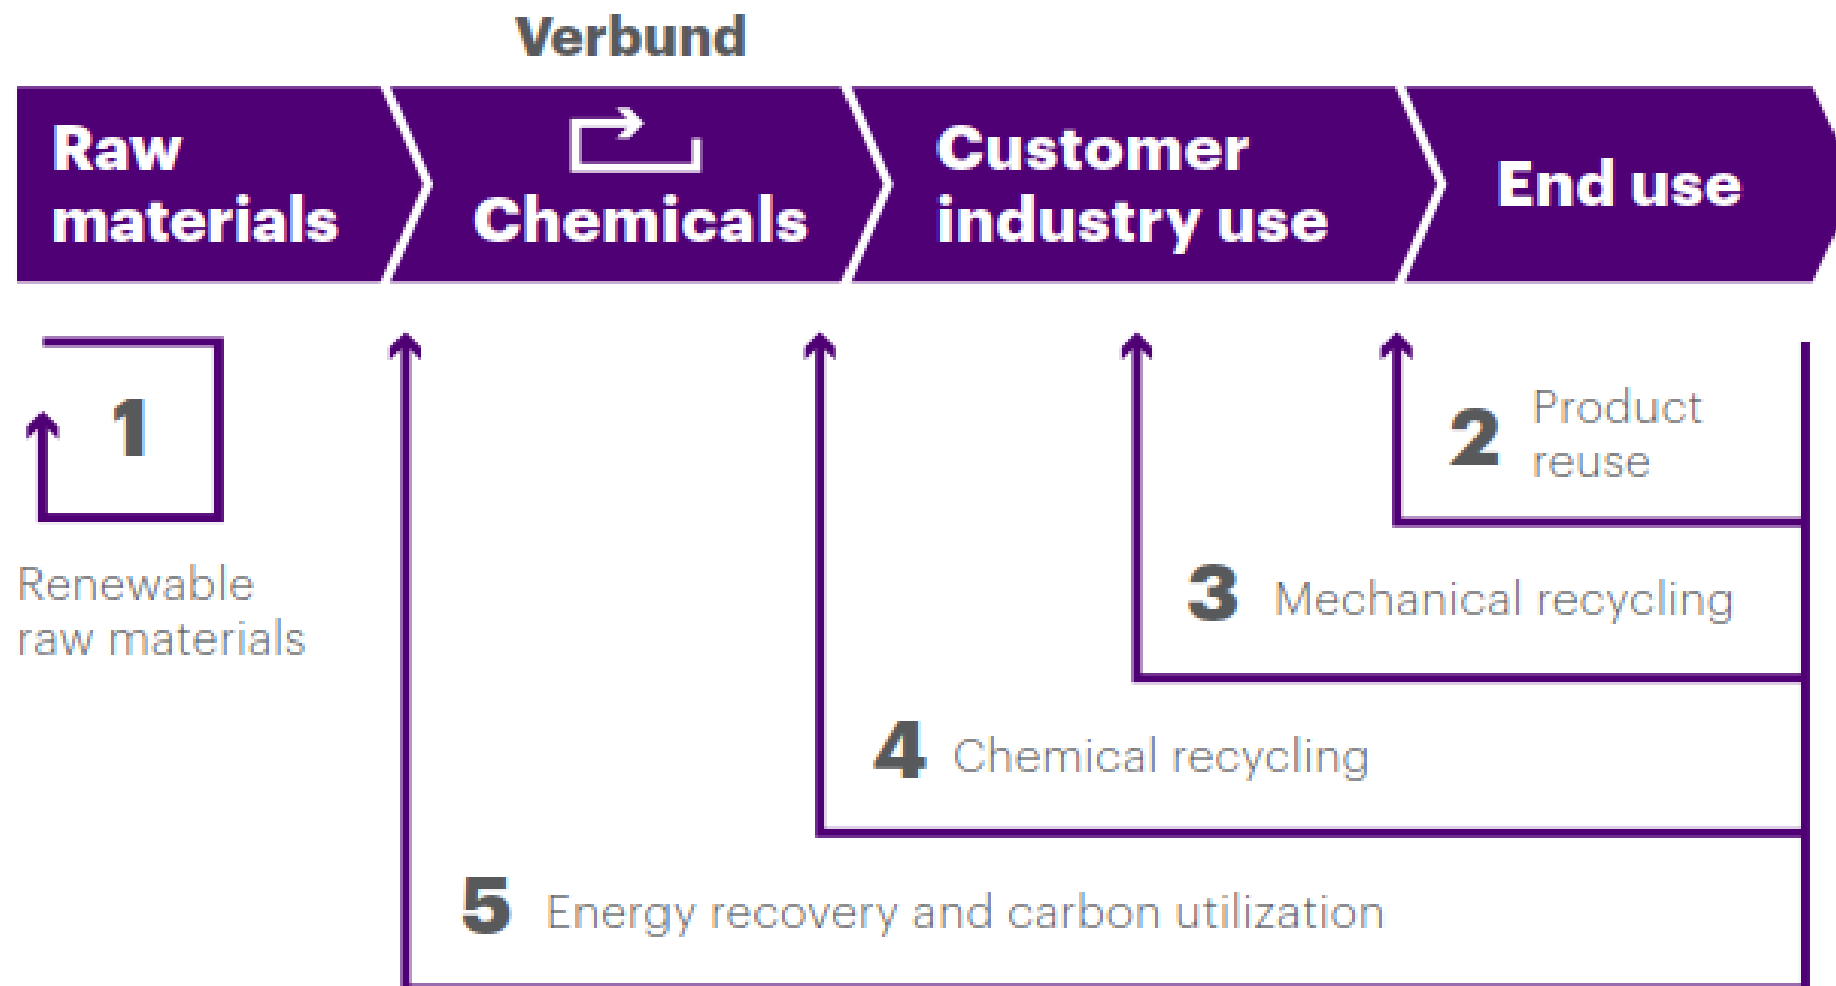 Verbund
Raw
materials
Chemicals
Customer
industry use
End use
1
Renewable
raw materials
2 Product
reuse
3 Mechanical recycling
4 Chemical recycling
5 Energy recovery and carbon utilization